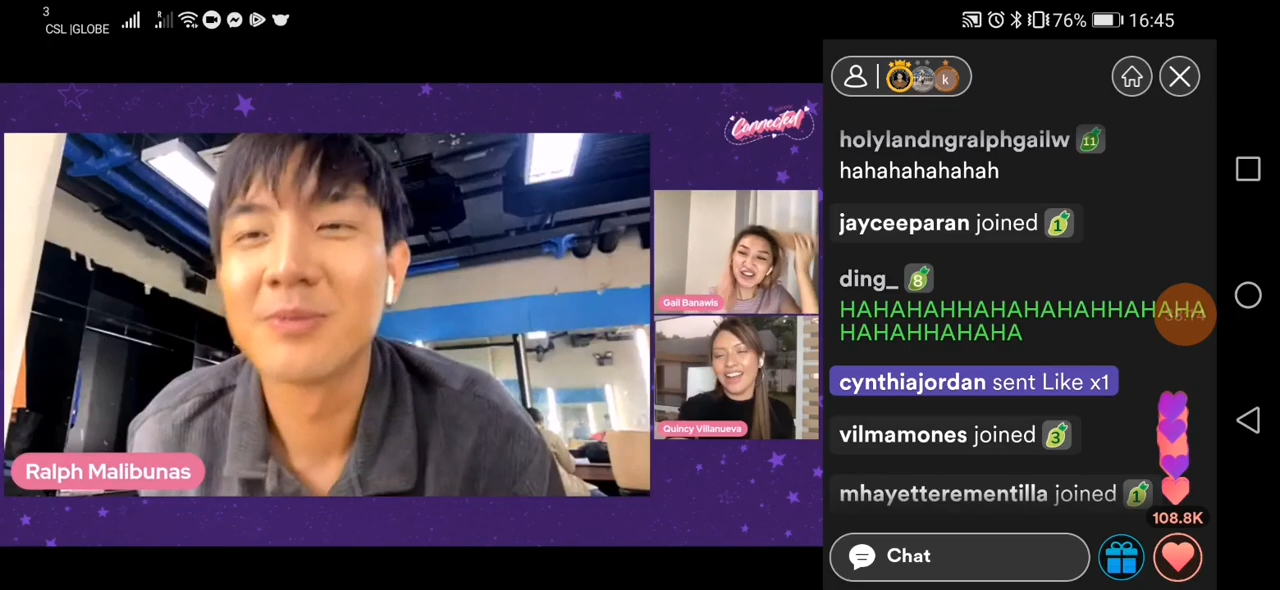 3
CSL |GLOBE
R
76%
16:45
Connected
k
holylandngralphgailw 11
hahahahahahah
jayceeparan joined 1
ding_ 8
HAHAHAHHAHAHAHAHHAHAHA
HAHAHHAHAHA
cynthiajordan sent Like x1
vilmamones joined 3
mhayetterementilla joined 1
108.8K
Chat
Gail Banawis
Quincy Villanueva
Ralph Malibunas